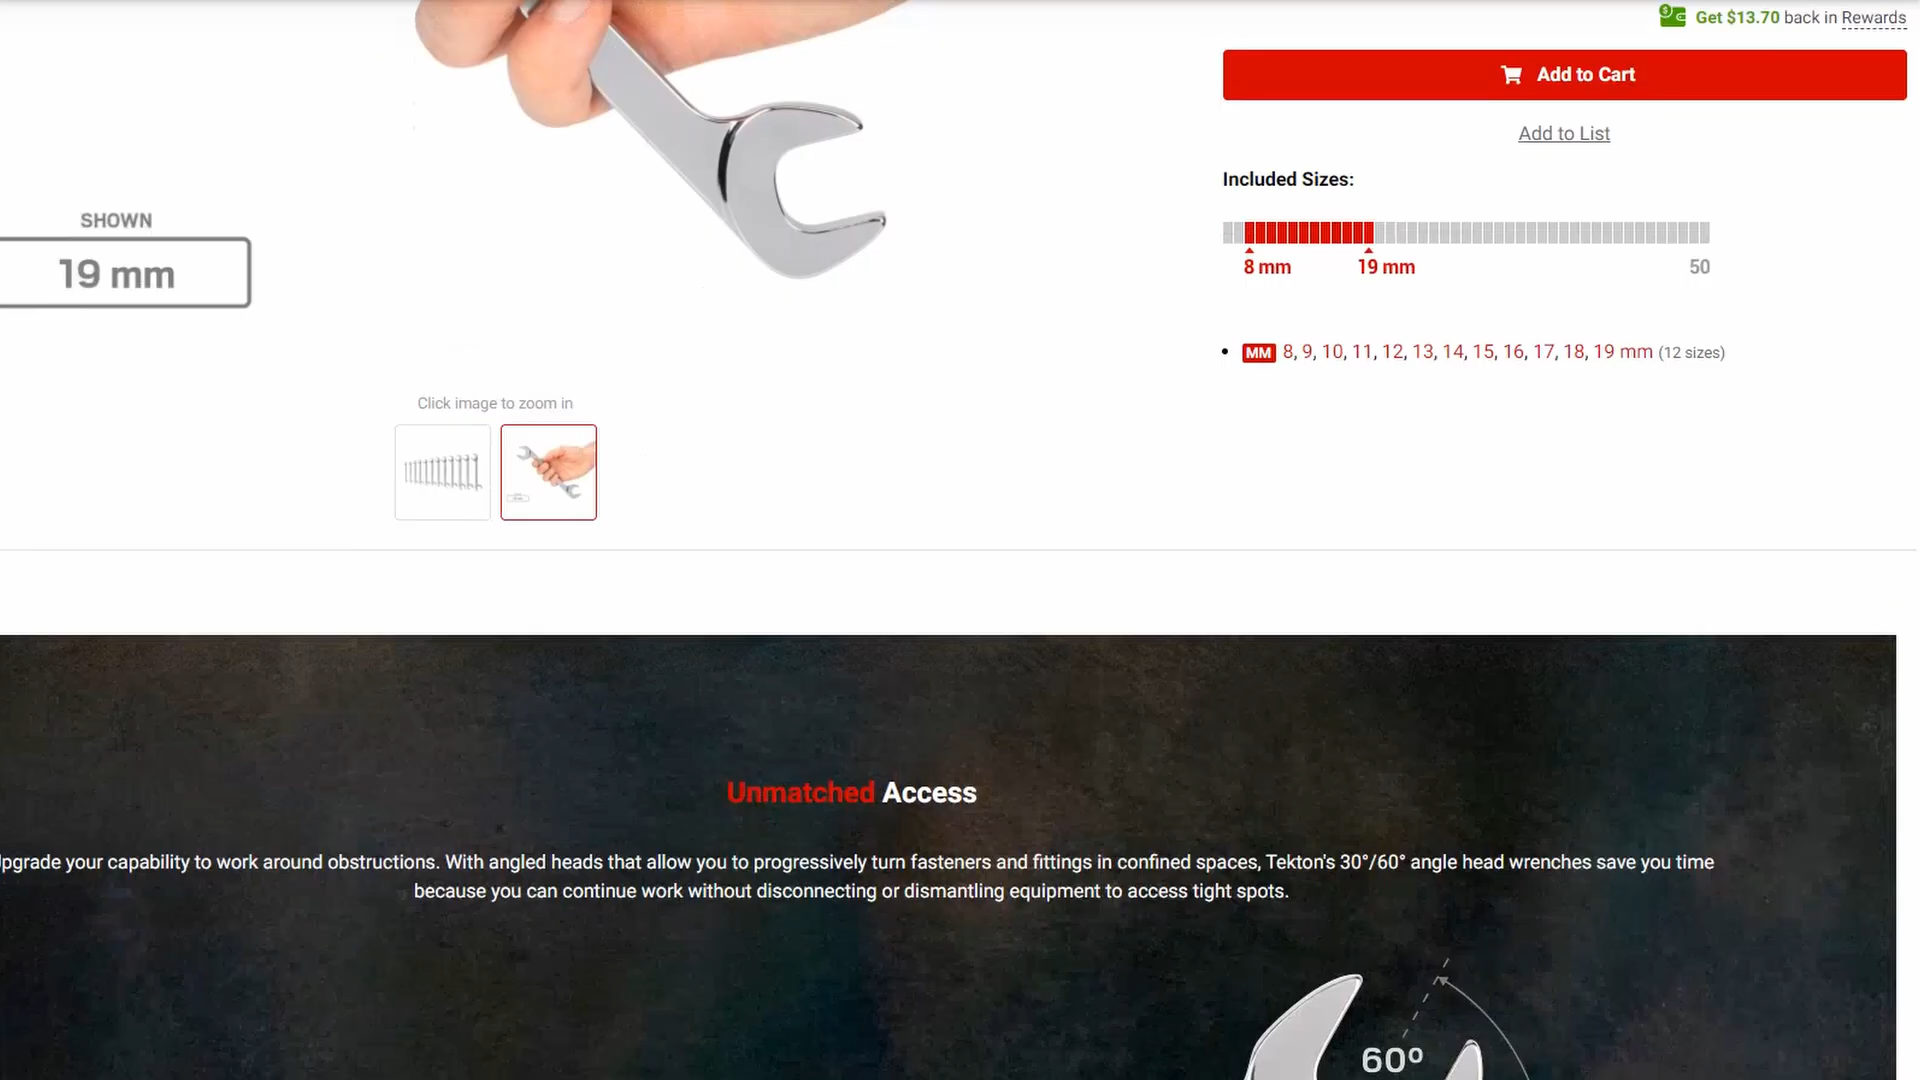 Get $13.70 back in Rewards
Add to Cart
Add to List
Included Sizes:
SHOWN
19 mm
8 mm
19 mm
50
MM 8, 9, 10, 11, 12, 13, 14, 15, 16, 17, 18, 19 mm (12 sizes)
Click image to zoom in
Unmatched Access
pgrade your capability to work around obstructions. With angled heads that allow you to progressively turn fasteners and fittings in confined spaces, Tekton's 30°/60° angle head wrenches save you time
because you can continue work without disconnecting or dismantling equipment to access tight spots.
60º